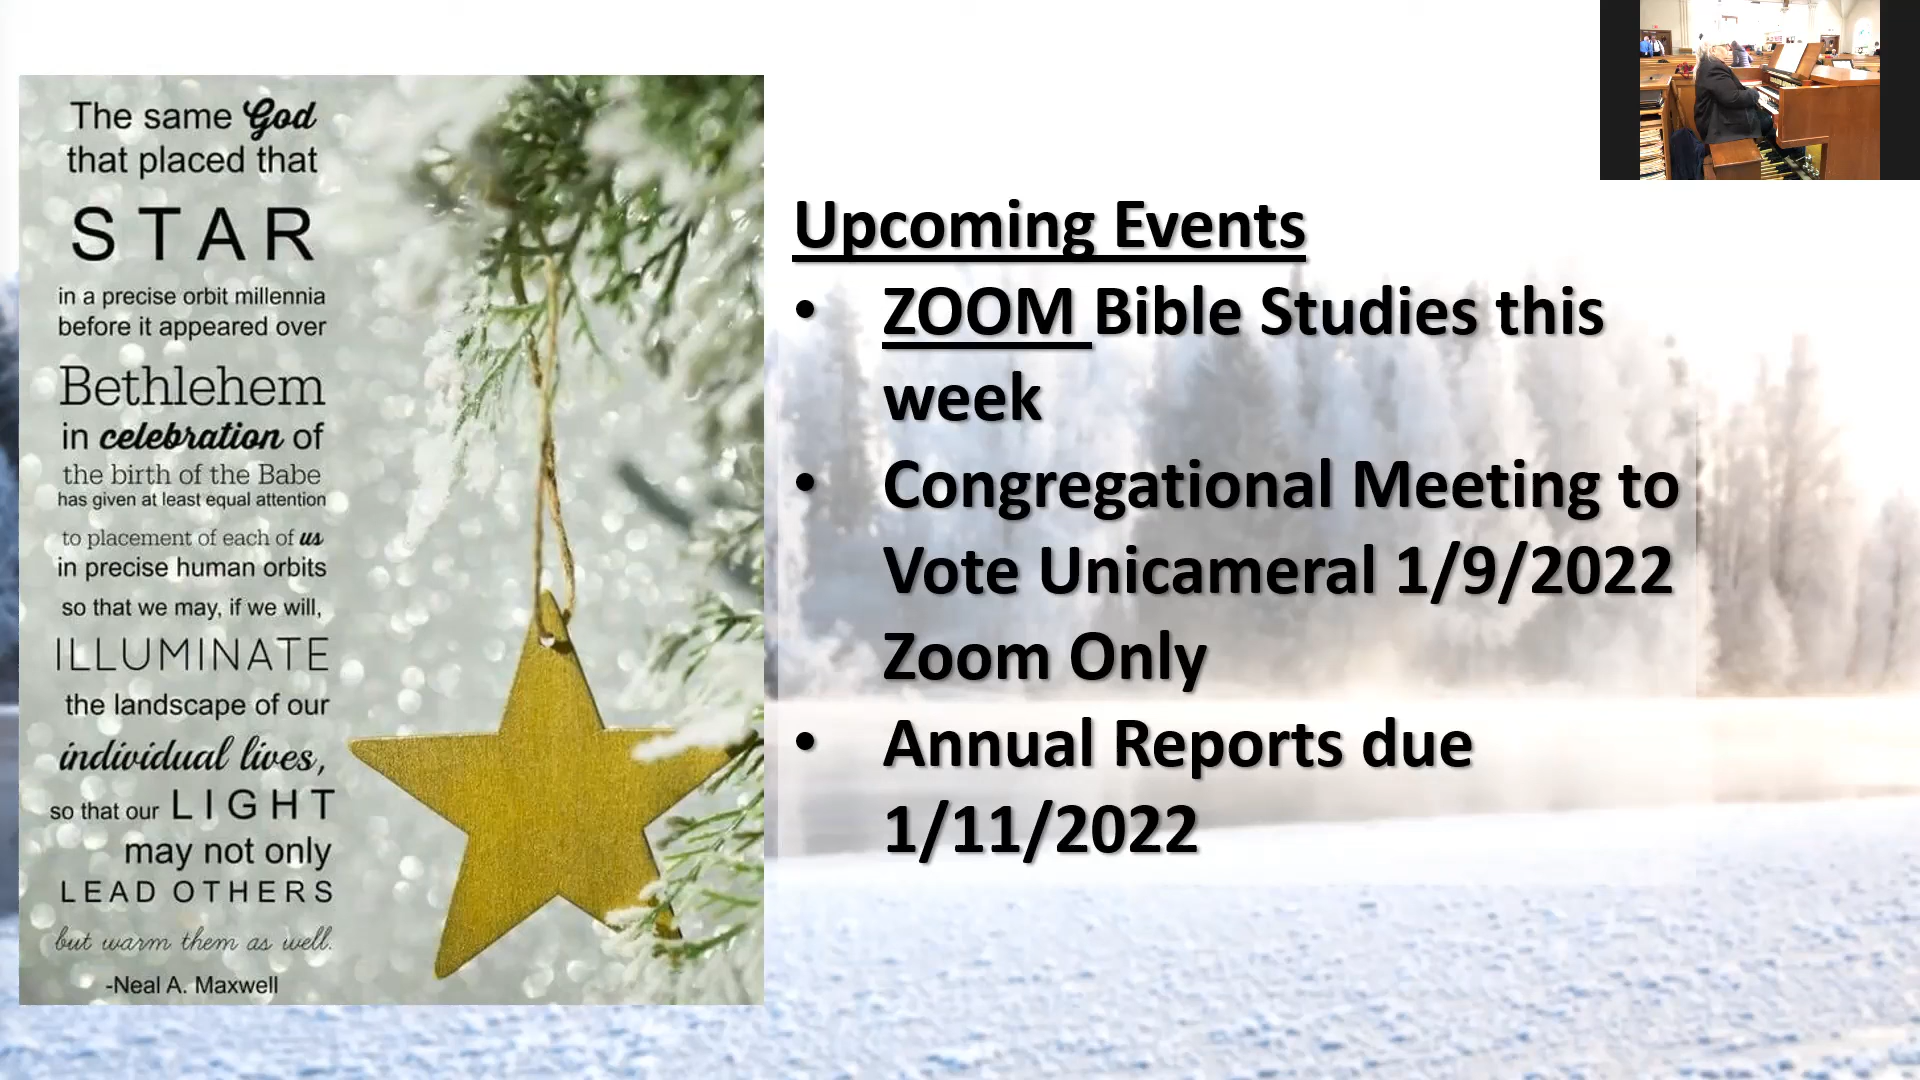 The same God
that placed that
STAR
in a precise orbit millennia
before it appeared over
Bethlehem
in celebration of
the birth of the Babe
has given at least equal attention
to placement of each of us
in precise human orbits
so that we may, if we will,
ILLUMINATE
the landscape of our
individual lives,
so that our LIGHT
may not only
LEAD OTHERS
but warm them as well.
-Neal A. Maxwell
Upcoming Events
• ZOOM Bible Studies this
week
• Congregational Meeting to
Vote Unicameral 1/9/2022
Zoom Only
• Annual Reports due
1/11/2022